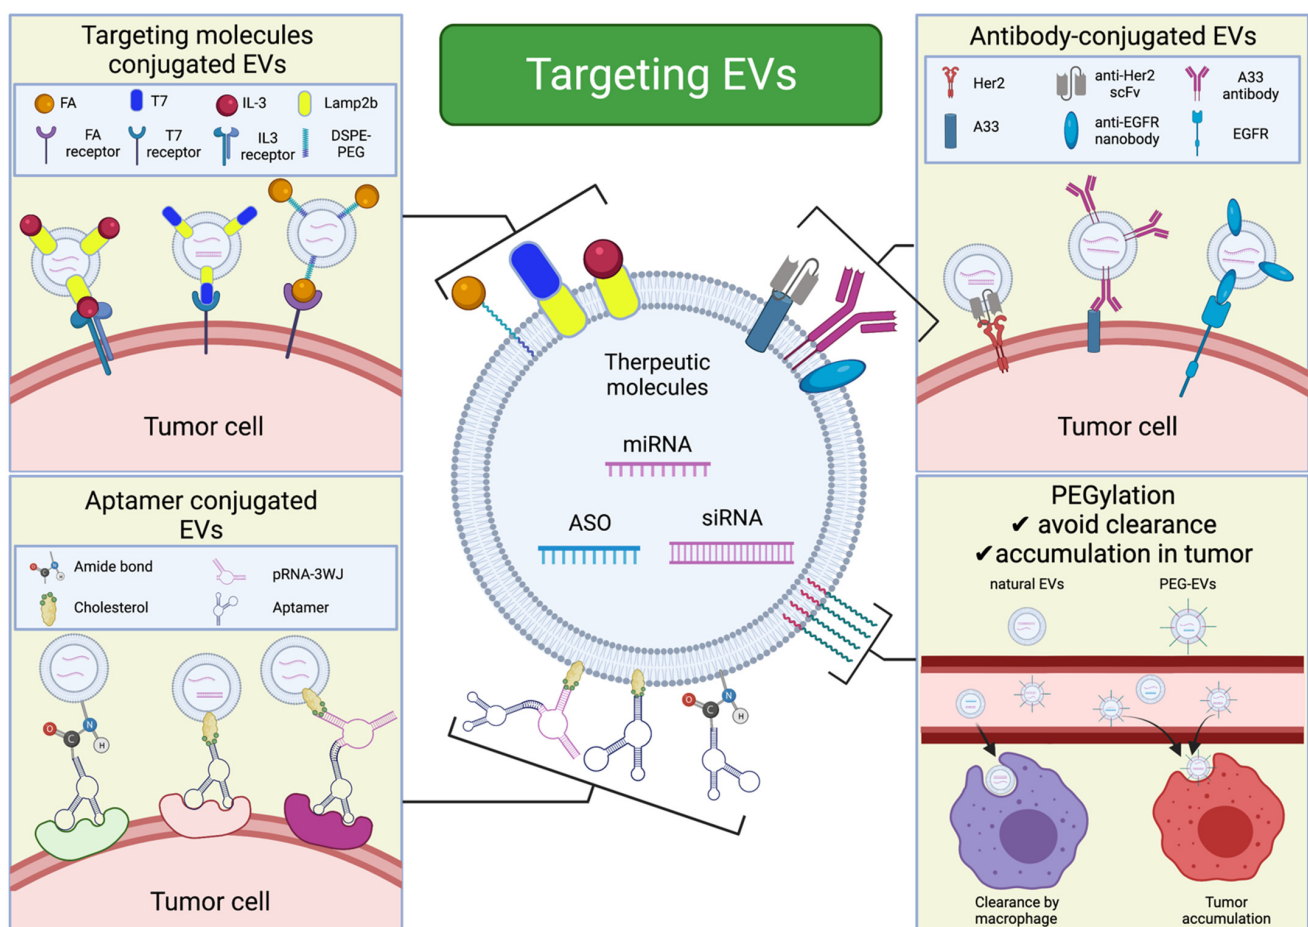 Targeting EVs
Targeting molecules
conjugated EVs
FA
T7
IL-3
Lamp2b
FA
receptor
T7
receptor
IL3
receptor
DSPE-
PEG
Tumor cell
Antibody-conjugated EVs
Her2
anti-Her2
scFv
A33
antibody
A33
anti-EGFR
nanobody
EGFR
Tumor cell
Therpeutic
molecules
miRNA
ASO
siRNA
O
C
N
H
Aptamer conjugated
EVs
O
C
N
H
Amide bond
pRNA-3WJ
Cholesterol
Aptamer
O
C
N
H
Tumor cell
PEGylation
✔ avoid clearance
✔accumulation in tumor
natural EVs
PEG-EVs
Clearance by
macrophage
Tumor
accumulation